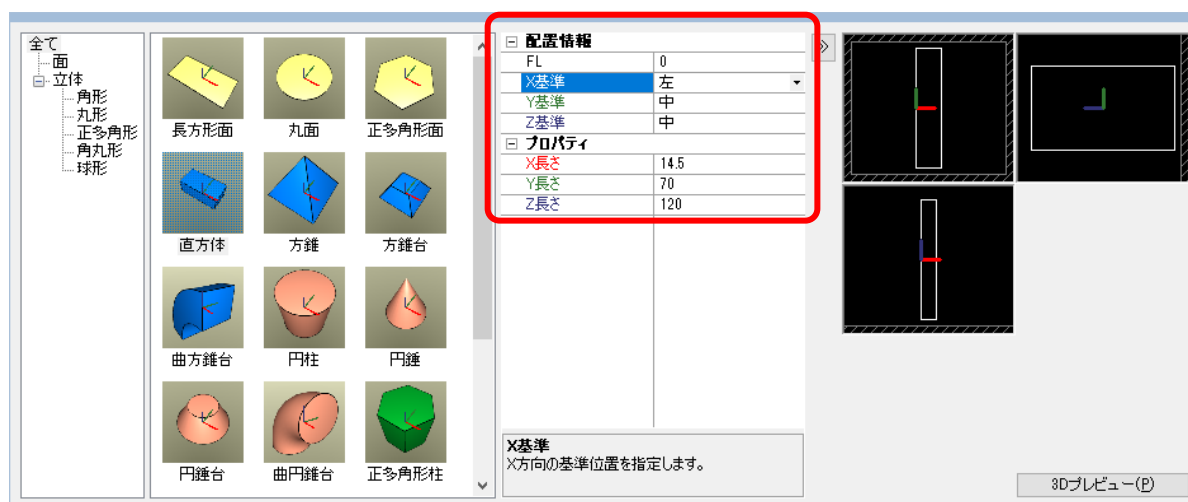 全て
面
立体
角形
丸形
正多角形
角丸形
球形
長方形面 丸面 正多角形面
直方体 方錐 方錐台
曲方錐台 円柱 円錘
円錘台 曲円錐台 正多角形柱
配置情報
FL 0
X基準 左
Y基準 中
Z基準 中
プロパティ
X長さ 14.5
Y長さ 70
Z長さ 120
X基準
X方向の基準位置を指定します。
3Dプレビュー(P)